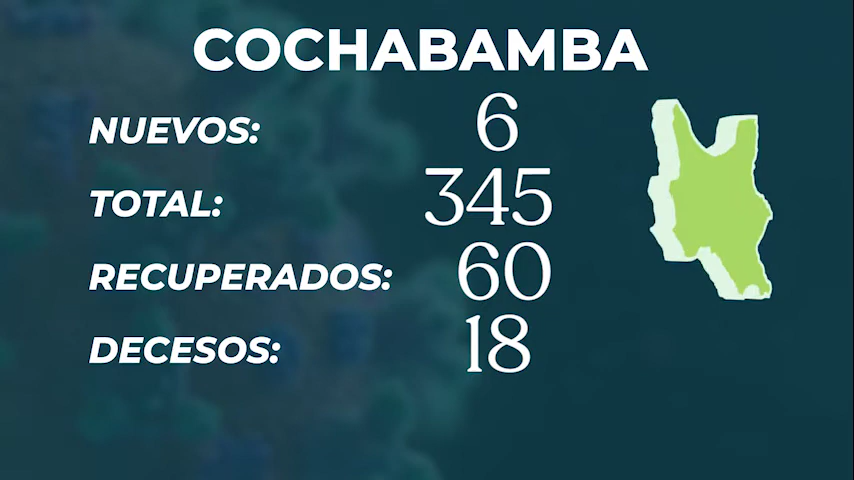 COCHABAMBA
NUEVOS: 6
TOTAL: 345
RECUPERADOS: 60
DECESOS: 18